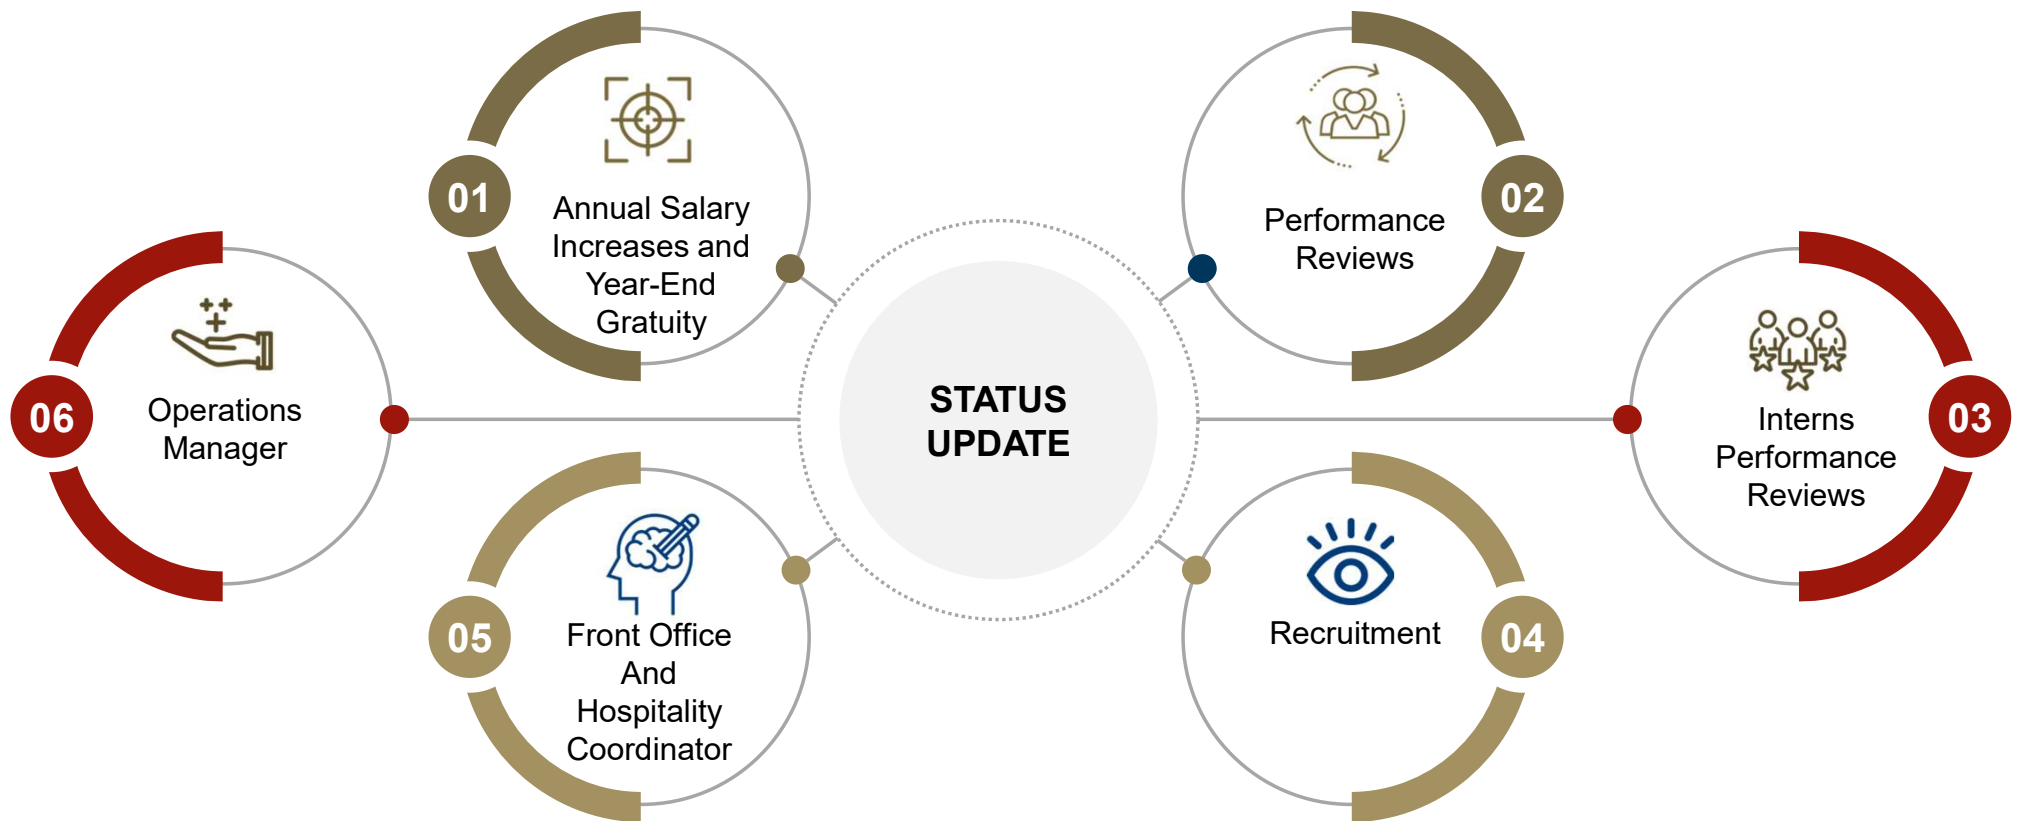 01
Annual Salary
Increases and
Year-End
Gratuity
02
Performance
Reviews
03
Interns
Performance
Reviews
04
Recruitment
05
Front Office
And
Hospitality
Coordinator
06
Operations
Manager
STATUS
UPDATE